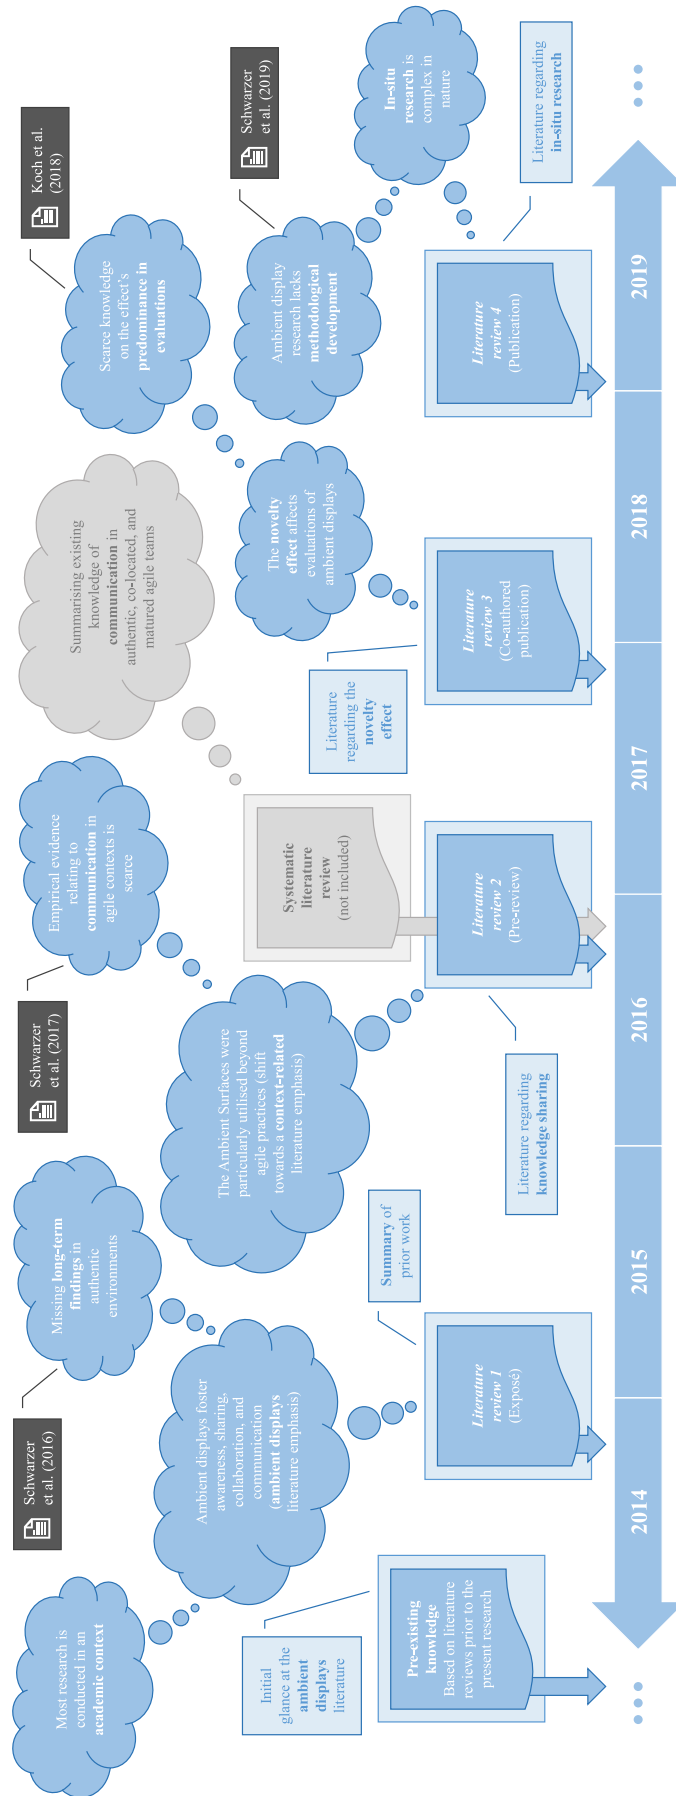 Most research is
conducted in an
academic context
Schwarzer
et al. (2016)
Missing long-term
findings in
authentic
environments
Schwarzer
et al. (2017)
Empirical evidence
relating to
communication in
agile contexts is
scarce
Summarising existing
knowledge of
communication in
authentic, co-located, and
matured agile teams
Scarce knowledge
on the effect's
predominance in
evaluations
Koch et al.
(2018)
Ambient displays foster
awareness, sharing,
collaboration, and
communication
(ambient displays
literature emphasis)
The Ambient Surfaces were
particularly utilised beyond
agile practices (shift
towards a context-related
literature emphasis)
The novelty
effect affects
evaluations of
ambient displays
Ambient display
research lacks
methodological
development
Schwarzer
et al. (2019)
Initial
glance at the
ambient
displays
literature
Summary of
prior work
Systematic
literature
review
(not included)
Literature
regarding the
novelty
effect
In-situ
research is
complex in
nature
Pre-existing
knowledge
Based on literature
reviews prior to the
present research
Literature
review 1
(Exposé)
Literature regarding
knowledge sharing
Literature
review 2
(Pre-review)
Literature
review 3
(Co-authored
publication)
Literature
review 4
(Publication)
Literature regarding
in-situ research
2014
2015
2016
2017
2018
2019